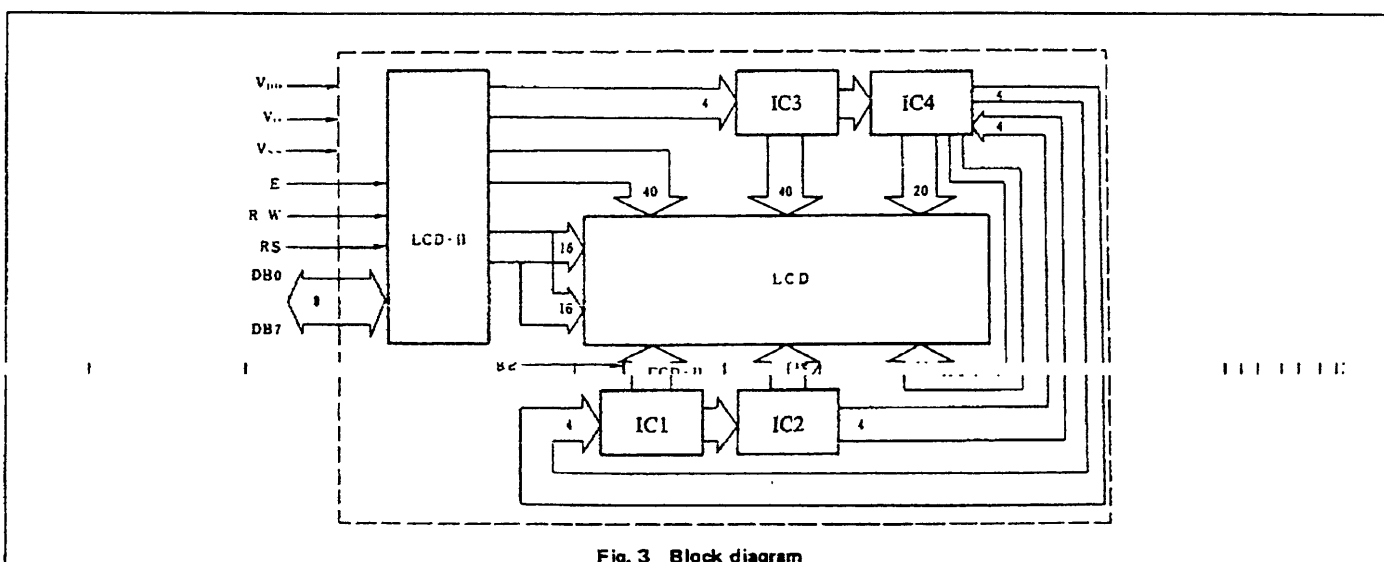 IC3
IC4
4
4
4
E
R W
RS
LCD-II
40
40
20
DB0
16
LCD
8
16
DB7
4
IC1
IC2
4
Fig. 3 Block diagram